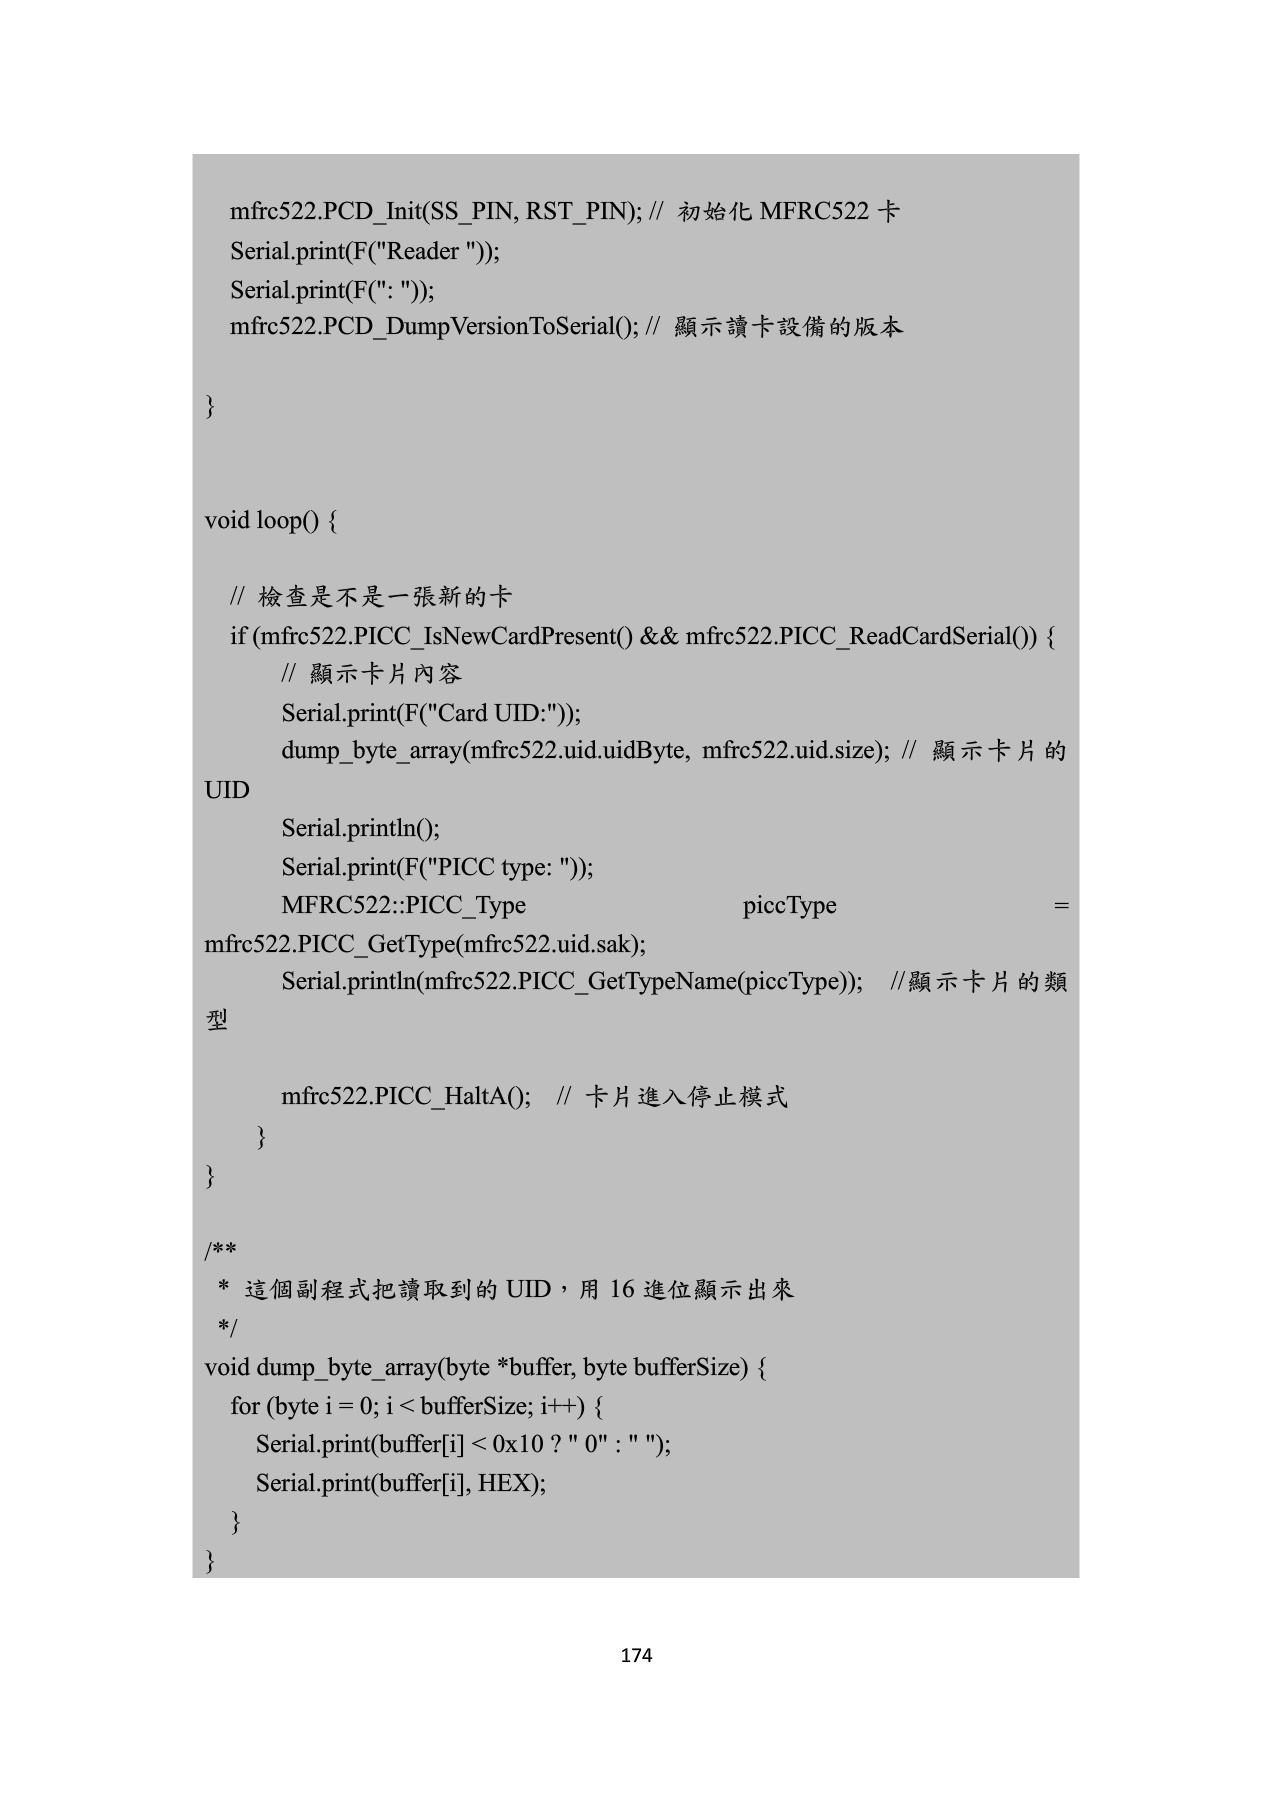 mfrc522.PCD_Init(SS_PIN, RST_PIN); // 初始化 MFRC522 卡
Serial.print(F("Reader "));
Serial.print(F(": "));
mfrc522.PCD_DumpVersionToSerial(); // 顯示讀卡設備的版本
}
void loop() {
// 檢查是不是一張新的卡
if (mfrc522.PICC_IsNewCardPresent() && mfrc522.PICC_ReadCardSerial()) {
// 顯示卡片內容
Serial.print(F("Card UID:"));
dump_byte_array(mfrc522.uid.uidByte, mfrc522.uid.size); // 顯示卡片的
UID
Serial.println();
Serial.print(F("PICC type: "));
MFRC522::PICC_Type piccType =
mfrc522.PICC_GetType(mfrc522.uid.sak);
Serial.println(mfrc522.PICC_GetTypeName(piccType)); //顯示卡片的類
型
mfrc522.PICC_HaltA(); // 卡片進入停止模式
}
}
/**
* 這個副程式把讀取到的 UID，用 16 進位顯示出來
*/
void dump_byte_array(byte *buffer, byte bufferSize) {
for (byte i = 0; i < bufferSize; i++) {
Serial.print(buffer[i] < 0x10 ? " 0" : " ");
Serial.print(buffer[i], HEX);
}
}
174